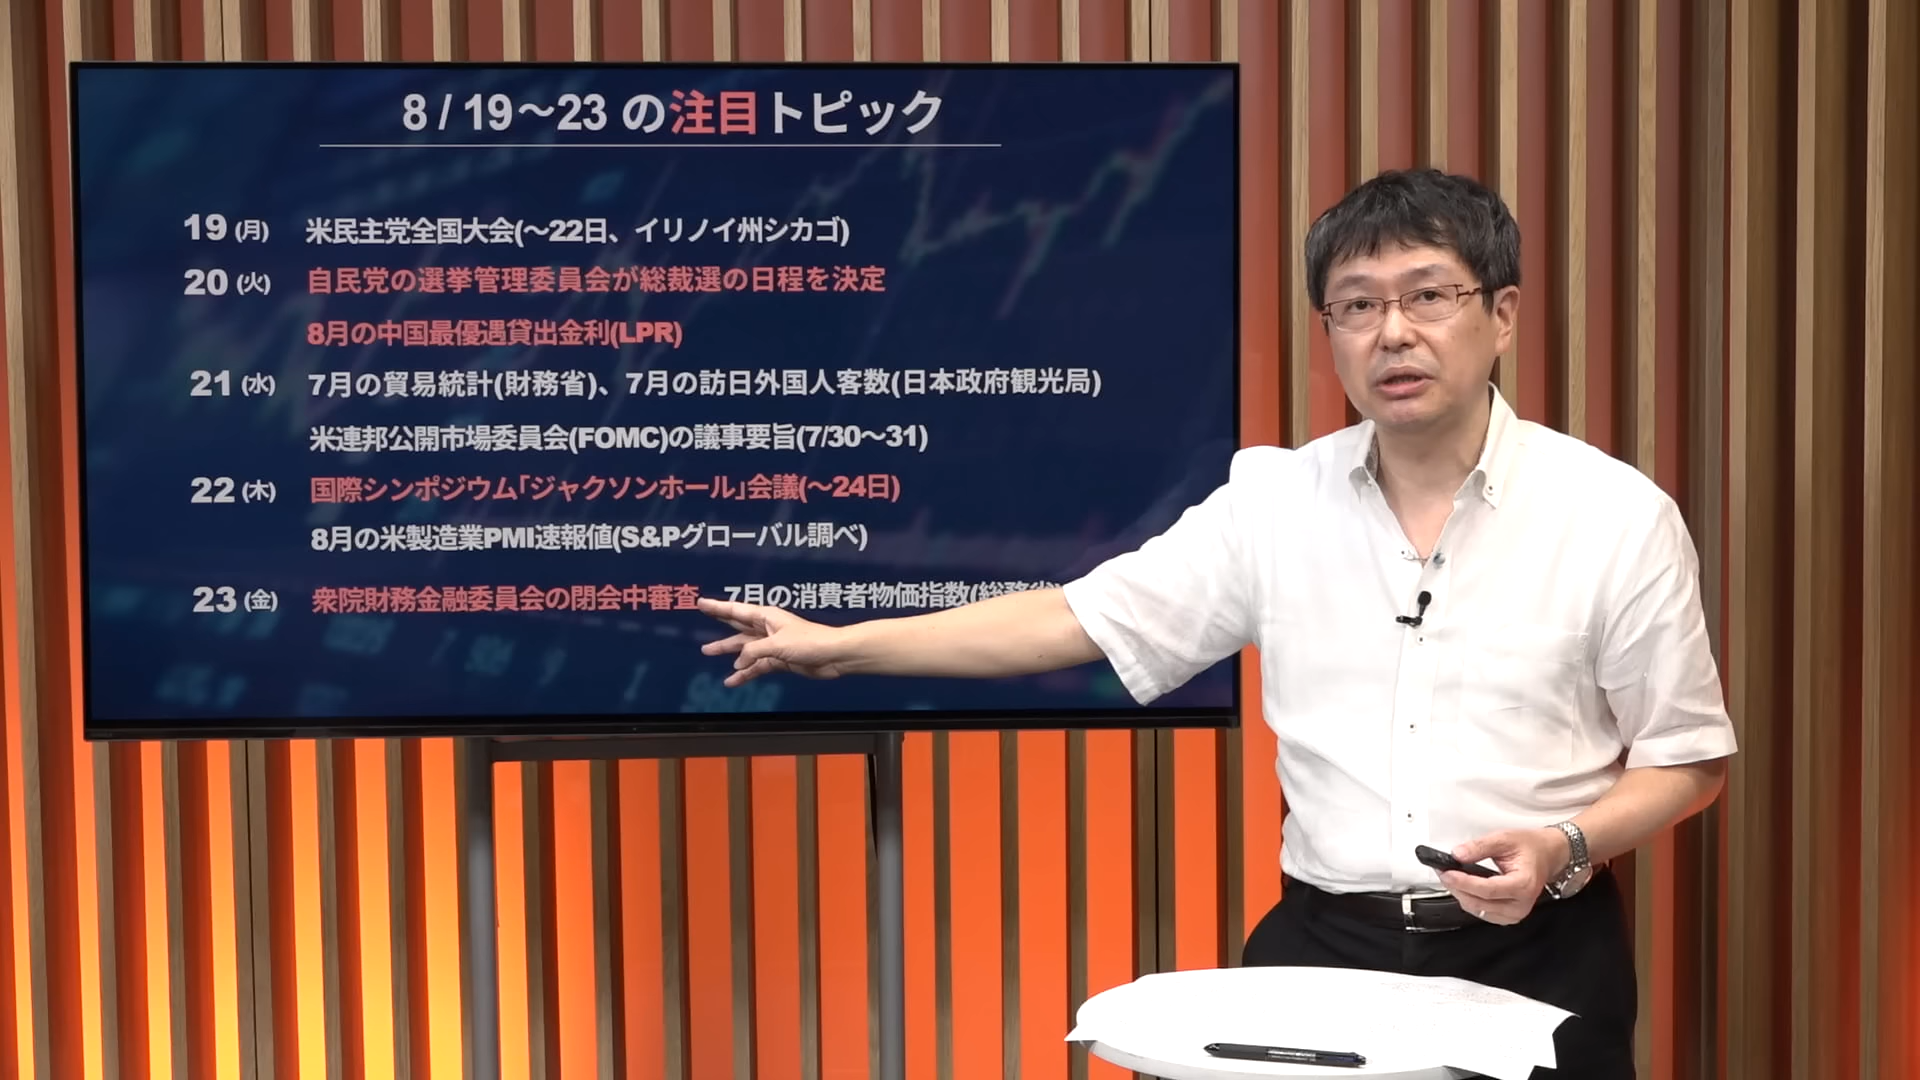 8 / 19～23 の注目トピック
19 (月) 米民主党全国大会(～22日、イリノイ州シカゴ)
20 (火) 自民党の選挙管理委員会が総裁選の日程を決定
8月の中国最優遇貸出金利(LPR)
21 (水) 7月の貿易統計(財務省)、7月の訪日外国人客数(日本政府観光局)
米連邦公開市場委員会(FOMC)の議事要旨(7/30～31)
22 (木) 国際シンポジウム「ジャクソンホール」会議(～24日)
8月の米製造業PMI速報値(S&Pグローバル調べ)
23 (金) 衆院財務金融委員会の閉会中審査、7月の消費者物価指数(総務省)